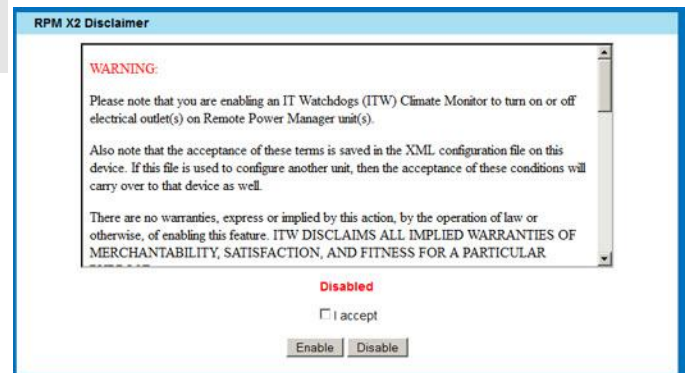 RPM X2 Disclaimer
WARNING:
Please note that you are enabling an IT Watchdogs (ITW) Climate Monitor to turn on or off
electrical outlet(s) on Remote Power Manager unit(s).
Also note that the acceptance of these terms is saved in the XML configuration file on this
device. If this file is used to configure another unit, then the acceptance of these conditions will
carry over to that device as well.
There are no warranties, express or implied by this action, by the operation of law or
otherwise, of enabling this feature. ITW DISCLAIMS ALL IMPLIED WARRANTIES OF
MERCHANTABILITY, SATISFACTION, AND FITNESS FOR A PARTICULAR
Disabled
I accept
Enable Disable